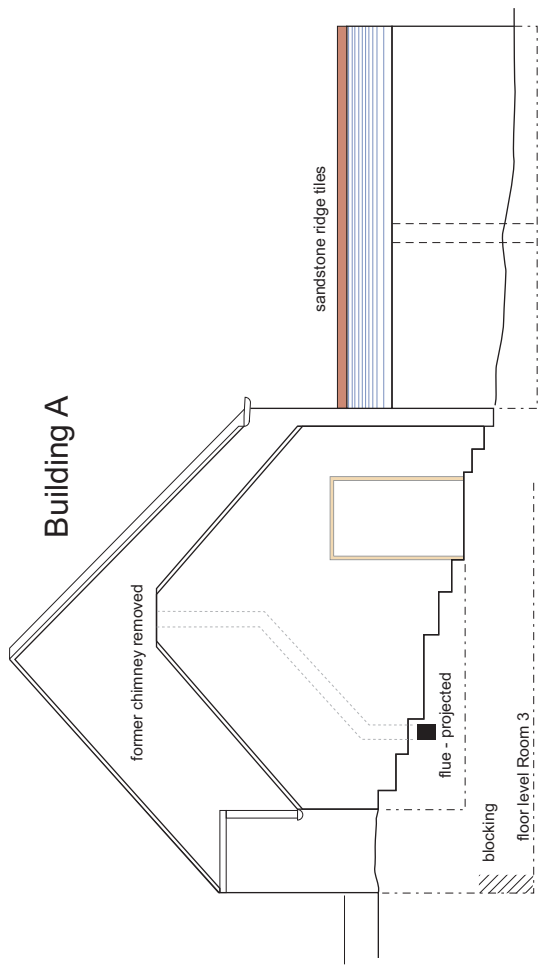 Building A
former chimney removed
sandstone ridge tiles
flue - projected
blocking
floor level Room 3